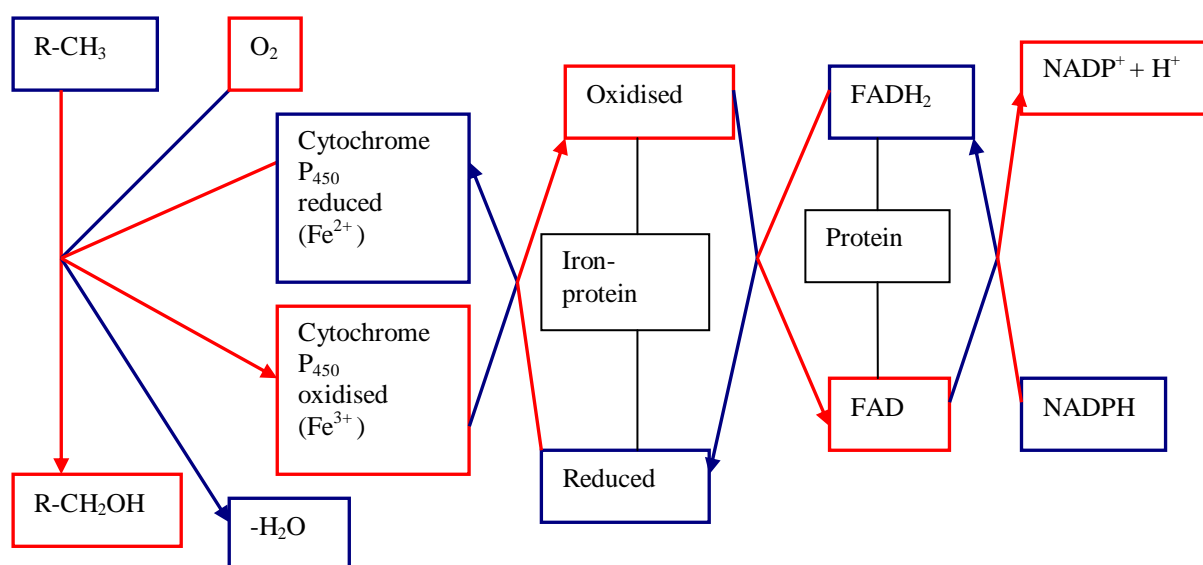 R-CH₃
O₂
Cytochrome
P₄₅₀
reduced
(Fe²⁺)
Cytochrome
P₄₅₀
oxidised
(Fe³⁺)
R-CH₂OH
-H₂O
Oxidised
Iron-
protein
Reduced
FADH₂
Protein
FAD
NADP⁺ + H⁺
NADPH